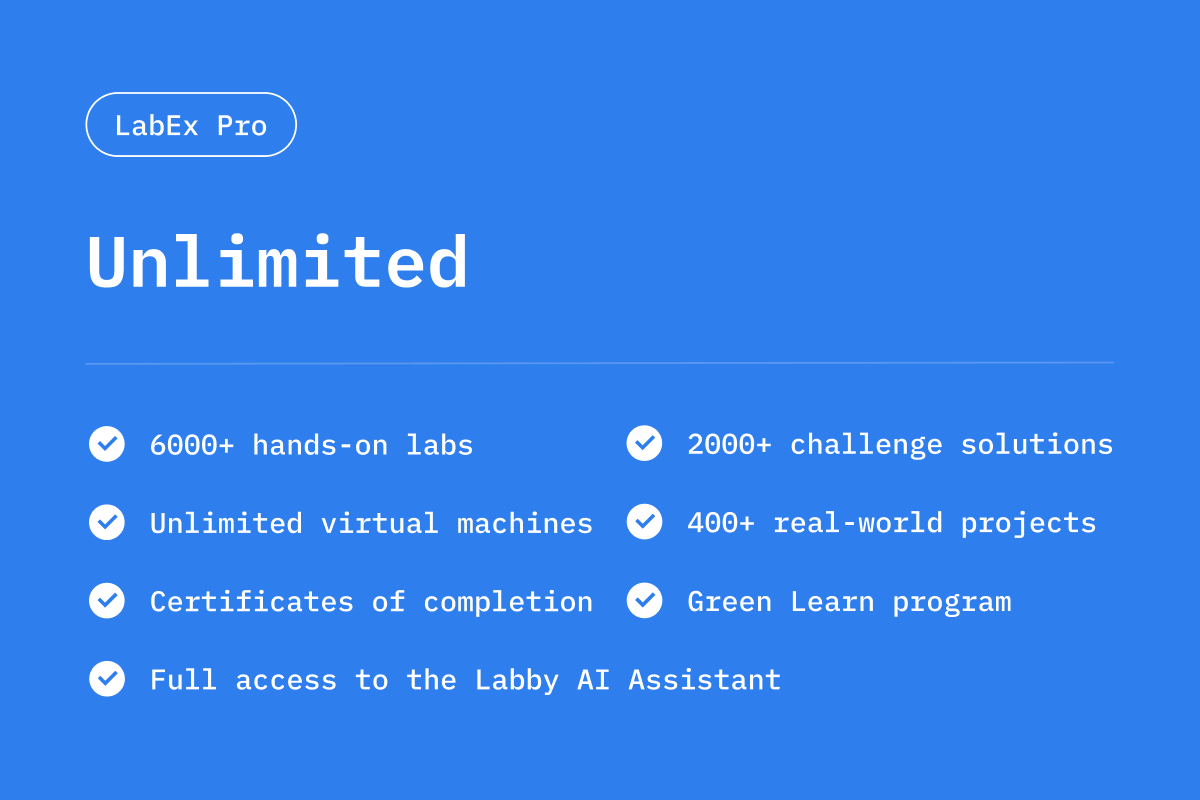 LabEx Pro
Unlimited
6000+ hands-on labs
2000+ challenge solutions
Unlimited virtual machines
400+ real-world projects
Certificates of completion
Green Learn program
Full access to the Labby AI Assistant